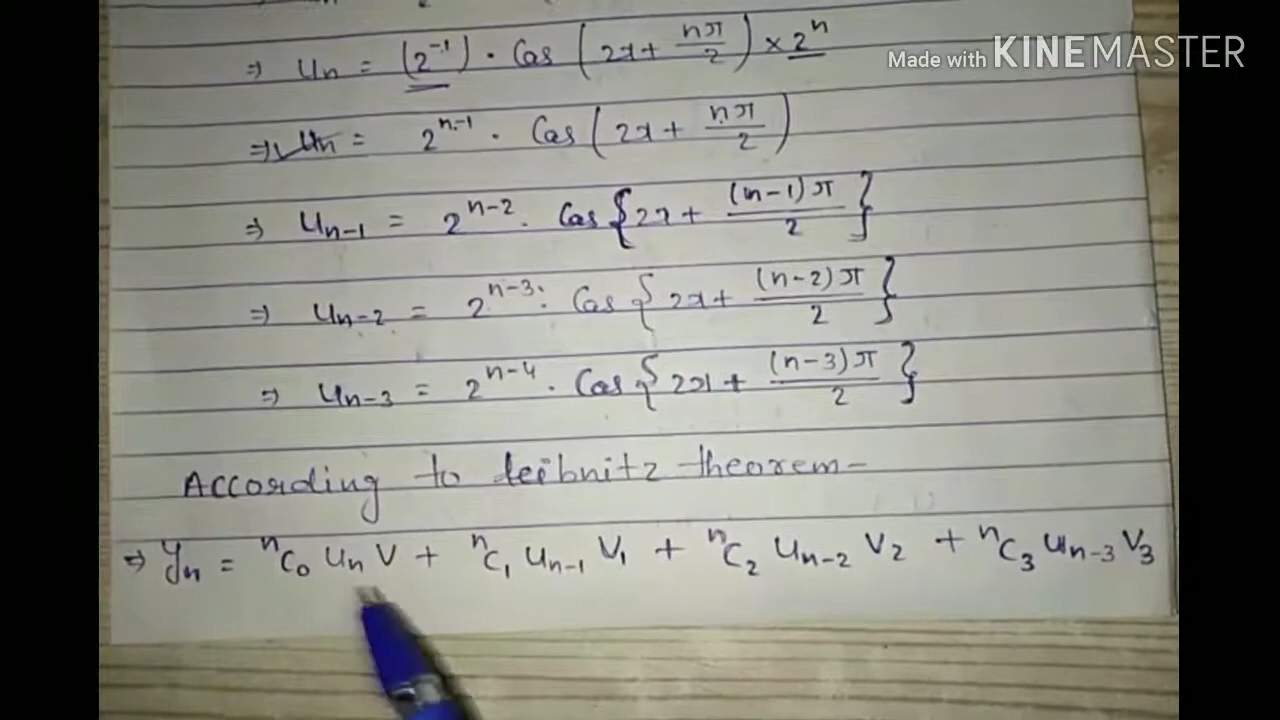 Made with KINEMASTER
⇒ Un = (2⁻¹) · Cos (2x + nπ/2) × 2ⁿ
⇒ Un = 2ⁿ⁻¹ · Cos (2x + nπ/2)
⇒ Un-1 = 2ⁿ⁻² · Cos {2x + (n-1)π/2}
⇒ Un-2 = 2ⁿ⁻³ · Cos {2x + (n-2)π/2}
⇒ Un-3 = 2ⁿ⁻⁴ · Cos {2x + (n-3)π/2}
According to leibnitz theorem-
⇒ Yn = ⁿC₀ Un V + ⁿC₁ Un-1 V₁ + ⁿC₂ Un-2 V₂ + ⁿC₃ Un-3 V₃